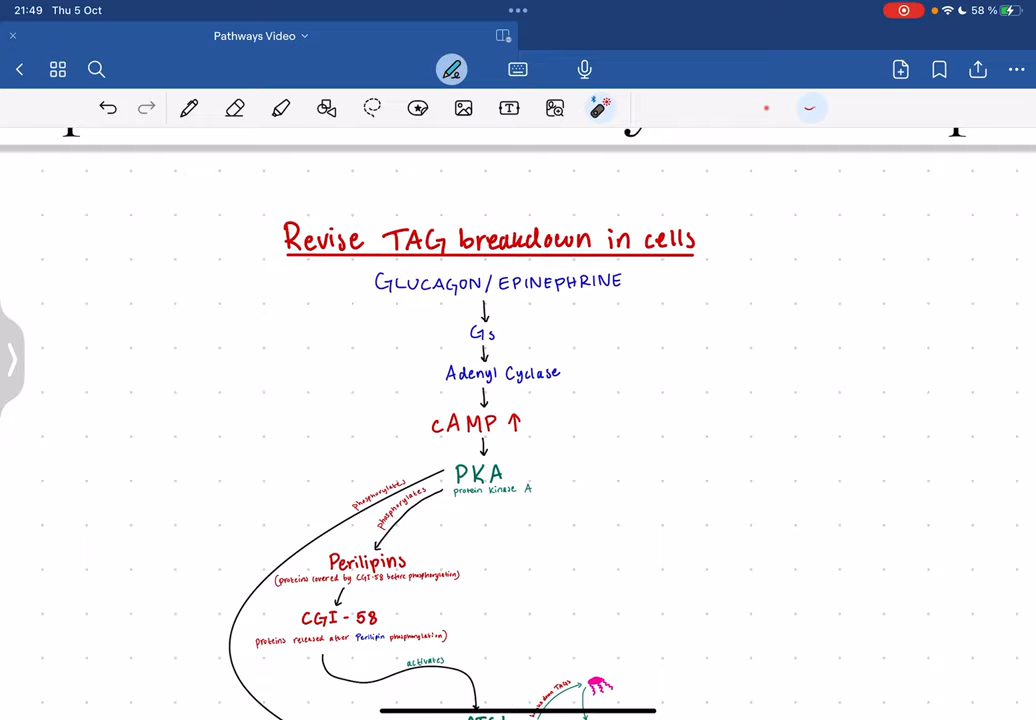 21:49 Thu 5 Oct
58 %
Pathways Video
Revise TAG breakdown in cells
GLUCAGON/EPINEPHRINE
Gs
Adenyl Cyclase
cAMP ↑
PKA
protein kinase A
phosphorylates
phosphorylates
Perilipins
(proteins covered by CGI-58 before phosphorylation)
CGI-58
proteins released after Perilipin phosphorylation)
activates